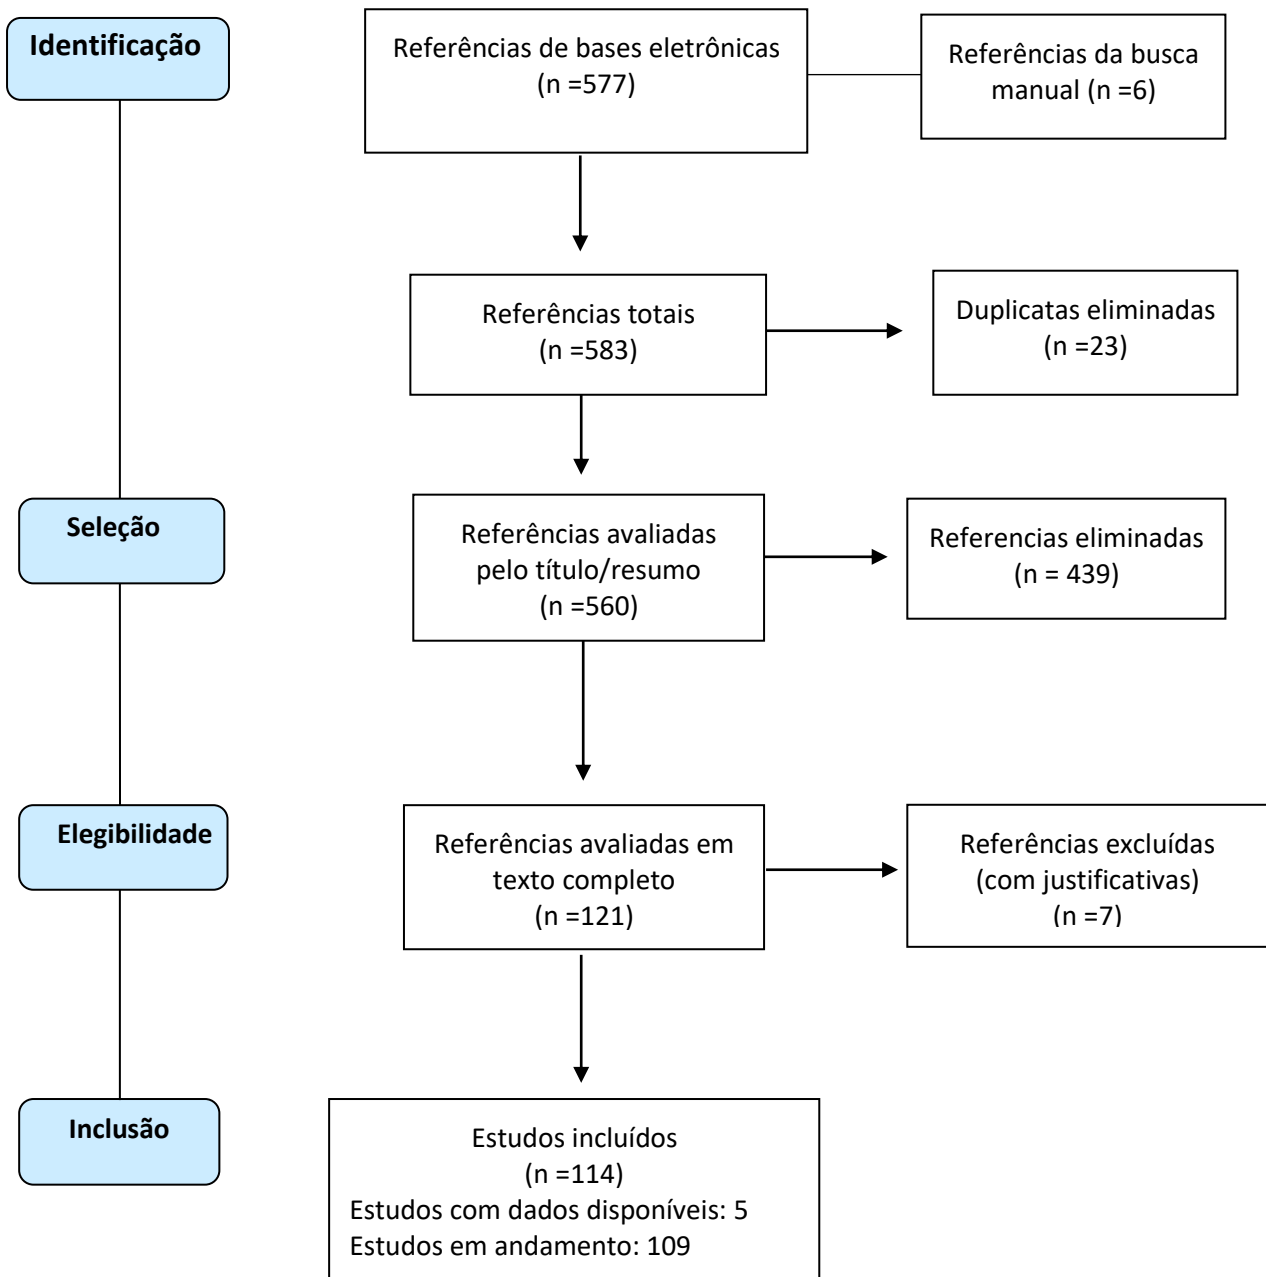 Identificação
Referências de bases eletrônicas
(n =577)
Referências da busca
manual (n =6)
Referências totais
(n =583)
Duplicatas eliminadas
(n =23)
Seleção
Referências avaliadas
pelo título/resumo
(n =560)
Referencias eliminadas
(n = 439)
Elegibilidade
Referências avaliadas em
texto completo
(n =121)
Referências excluídas
(com justificativas)
(n =7)
Inclusão
Estudos incluídos
(n =114)
Estudos com dados disponíveis: 5
Estudos em andamento: 109